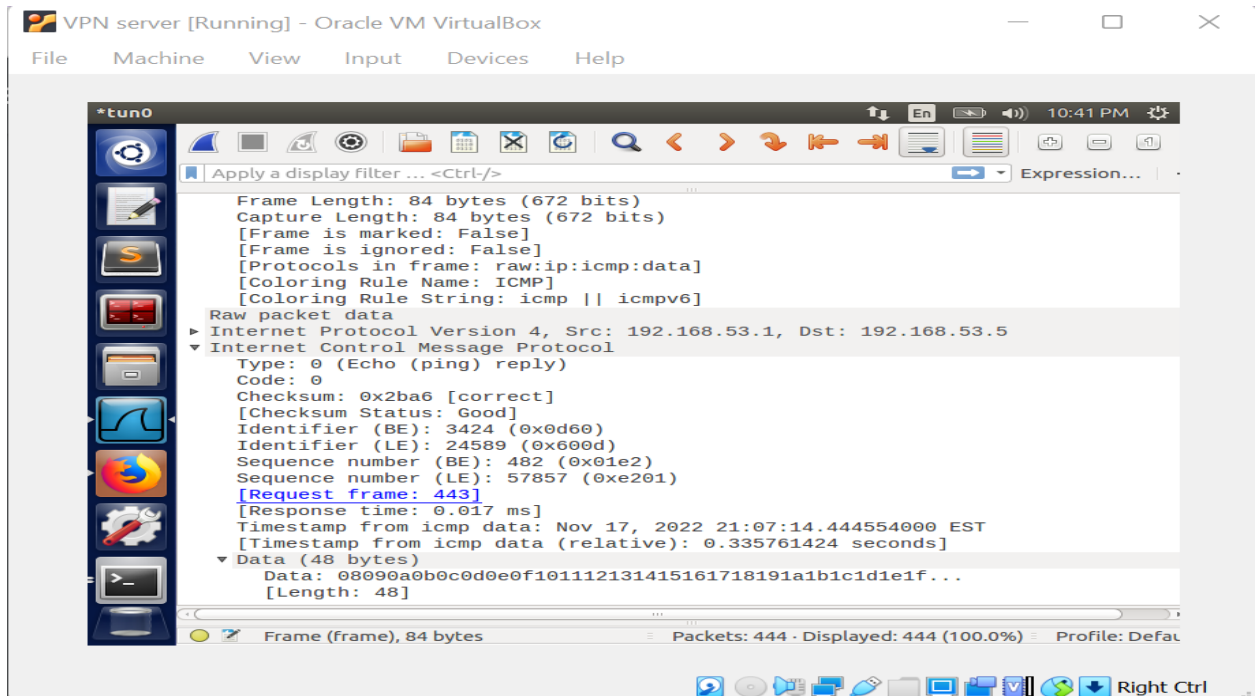 VPN server [Running] - Oracle VM VirtualBox
File Machine View Input Devices Help
*tun0 En 10:41 PM
Apply a display filter ... <Ctrl-/> Expression...
Frame Length: 84 bytes (672 bits)
Capture Length: 84 bytes (672 bits)
[Frame is marked: False]
[Frame is ignored: False]
[Protocols in frame: raw:ip:icmp:data]
[Coloring Rule Name: ICMP]
[Coloring Rule String: icmp || icmpv6]
Raw packet data
Internet Protocol Version 4, Src: 192.168.53.1, Dst: 192.168.53.5
Internet Control Message Protocol
Type: 0 (Echo (ping) reply)
Code: 0
Checksum: 0x2ba6 [correct]
[Checksum Status: Good]
Identifier (BE): 3424 (0x0d60)
Identifier (LE): 24589 (0x600d)
Sequence number (BE): 482 (0x01e2)
Sequence number (LE): 57857 (0xe201)
[Request frame: 443]
[Response time: 0.017 ms]
Timestamp from icmp data: Nov 17, 2022 21:07:14.444554000 EST
[Timestamp from icmp data (relative): 0.335761424 seconds]
Data (48 bytes)
Data: 08090a0b0c0d0e0f101112131415161718191a1b1c1d1e1f...
[Length: 48]
Frame (frame), 84 bytes Packets: 444 · Displayed: 444 (100.0%) Profile: Defau
Right Ctrl